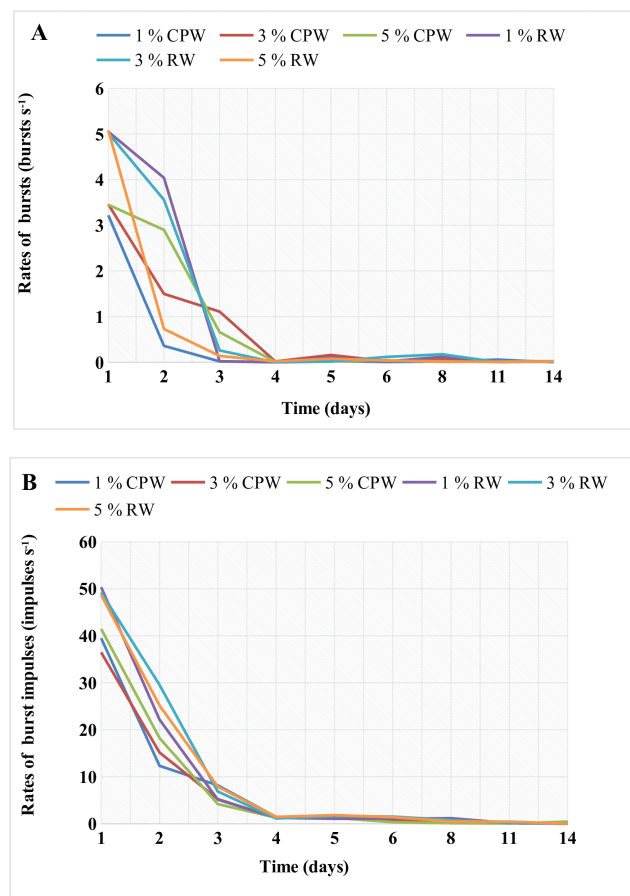 A
1 % CPW 3 % CPW 5 % CPW 1 % RW
3 % RW 5 % RW
Rates of bursts (bursts s⁻¹)
6
5
4
3
2
1
0
1 2 3 4 5 6 8 11 14
Time (days)
B
1 % CPW 3 % CPW 5 % CPW 1 % RW 3 % RW
5 % RW
Rates of burst impulses (impulses s⁻¹)
60
50
40
30
20
10
0
1 2 3 4 5 6 8 11 14
Time (days)